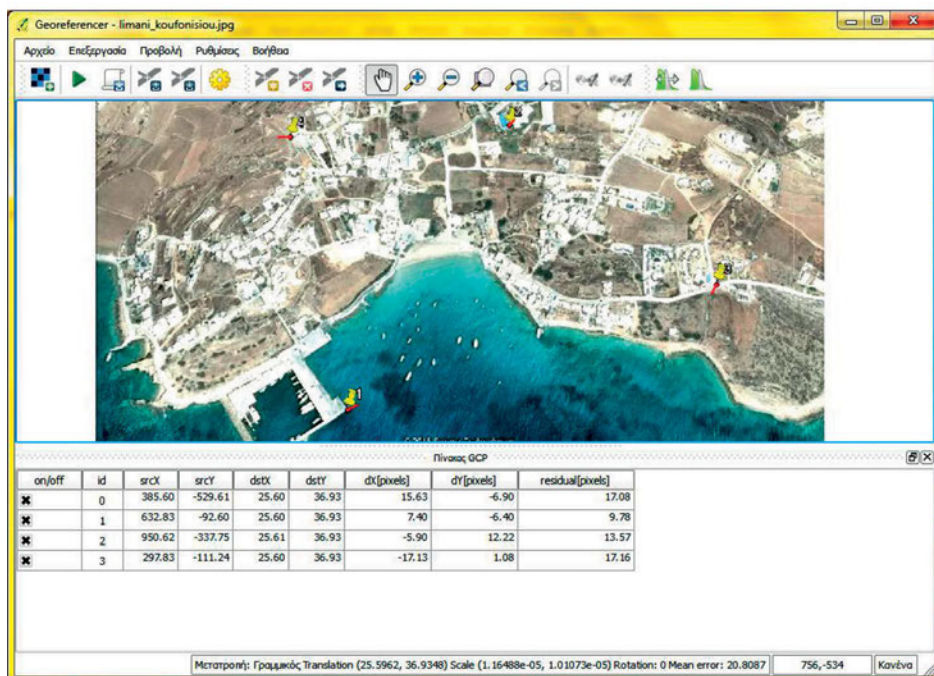 Georeferencer - limani_koufonisiou.jpg
Αρχείο Επεξεργασία Προβολή Ρυθμίσεις Βοήθεια
1
Πίνακας GCP
on/off id srcX srcY dstX dstY dX[pixels] dY[pixels] residual[pixels]
0 385.60 -529.61 25.60 36.93 15.63 -6.90 17.08
1 632.83 -92.60 25.60 36.93 7.40 -6.40 9.78
2 950.62 -337.75 25.61 36.93 -5.90 12.22 13.57
3 297.83 -111.24 25.60 36.93 -17.13 1.08 17.16
Μετατροπή: Γραμμικός Translation (25.5962, 36.9348) Scale (1.16488e-05, 1.01073e-05) Rotation: 0 Mean error: 20.8087 756,-534 Κανένα